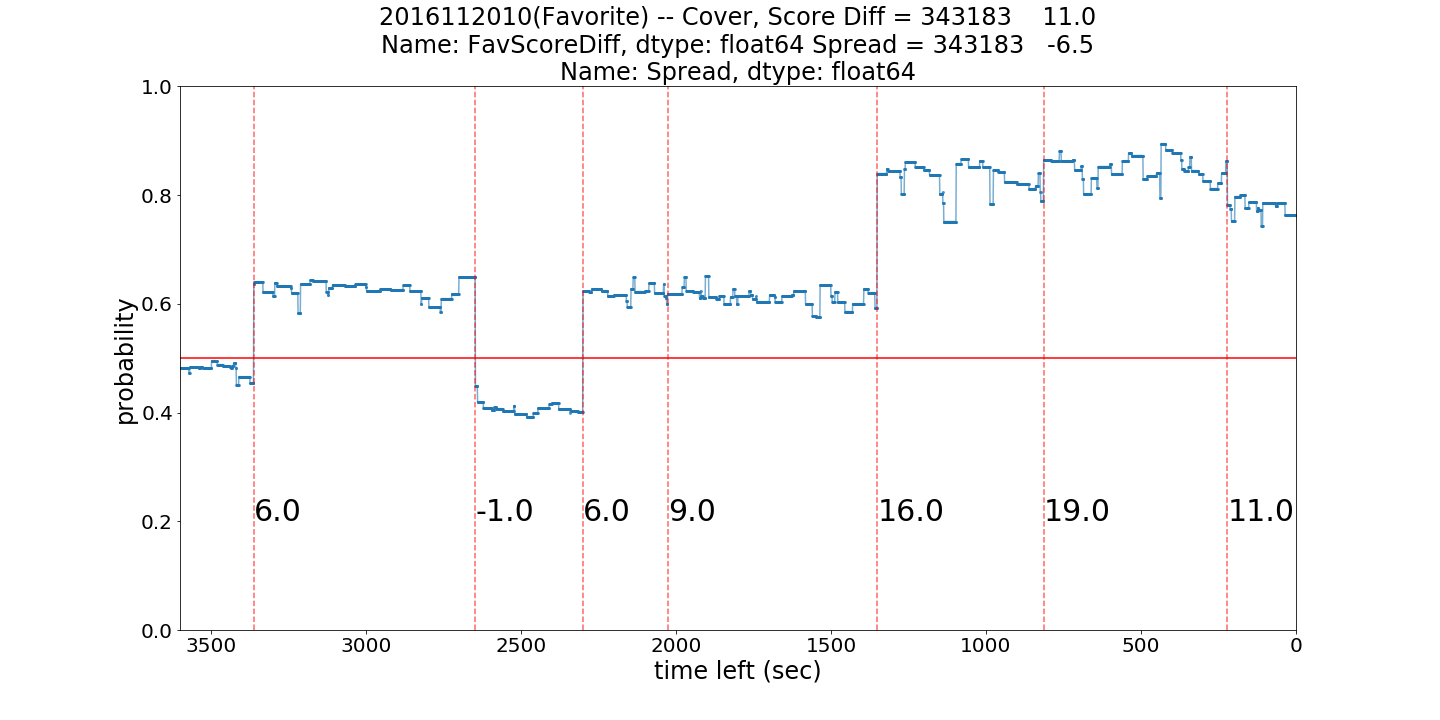 2016112010(Favorite) -- Cover, Score Diff = 343183    11.0
Name: FavScoreDiff, dtype: float64 Spread = 343183   -6.5
Name: Spread, dtype: float64
1.0
0.8
0.6
0.4
0.2
0.0
probability
6.0 -1.0 6.0 9.0 16.0 19.0 11.0
3500 3000 2500 2000 1500 1000 500 0
time left (sec)